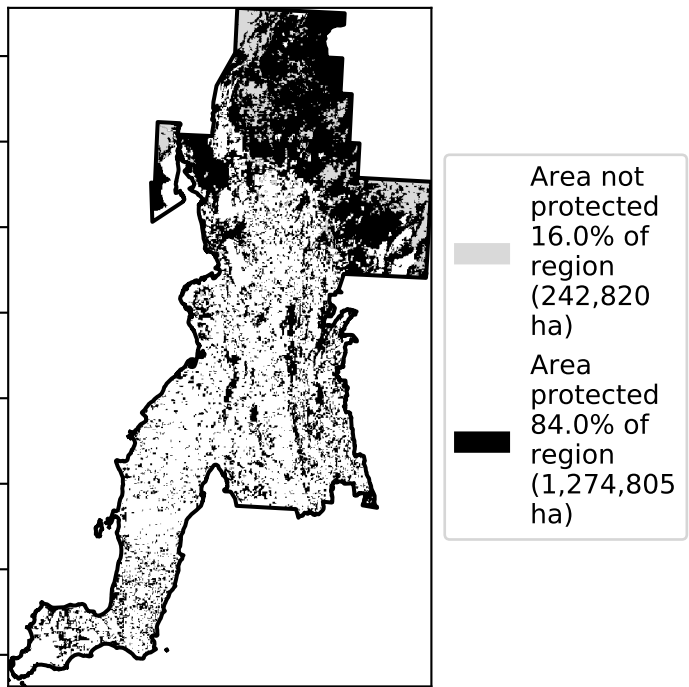 Area not
protected
16.0% of
region
(242,820
ha)
Area
protected
84.0% of
region
(1,274,805
ha)